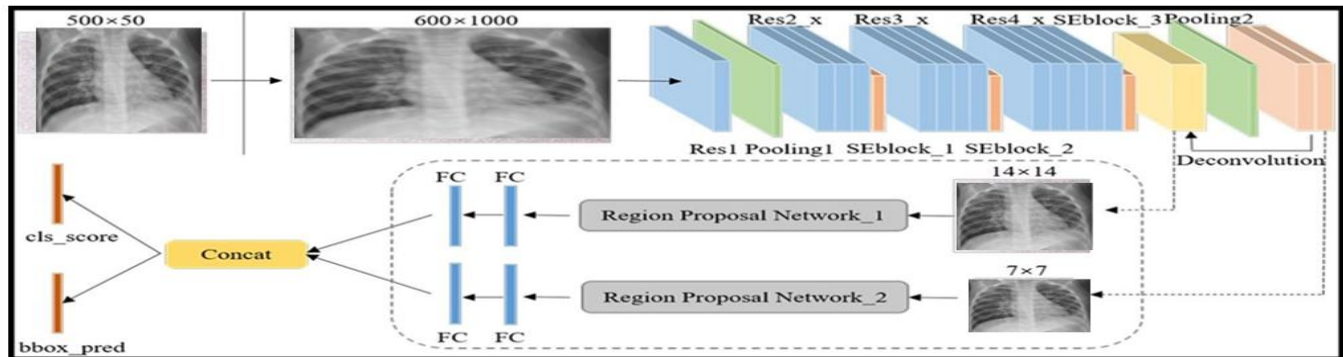 500×50
600×1000
Res2_x
Res3_x
Res4_x
SEblock_3
Pooling2
Res1
Pooling1
SEblock_1
SEblock_2
Deconvolution
14×14
FC
FC
Region Proposal Network_1
cls_score
Concat
7×7
Region Proposal Network_2
FC
FC
bbox_pred